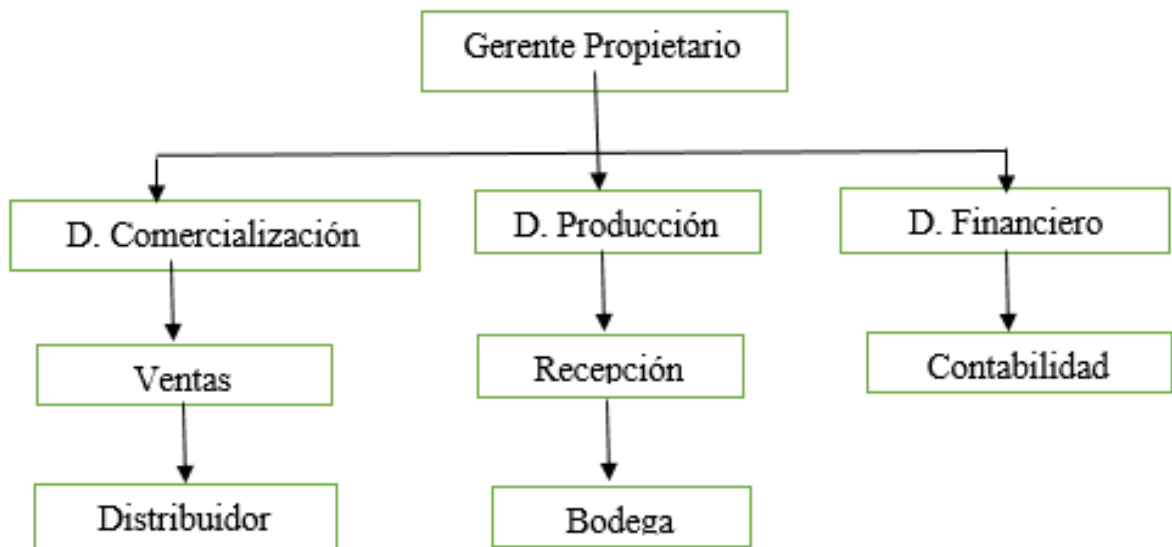 Gerente Propietario
D. Comercialización
D. Producción
D. Financiero
Ventas
Recepción
Contabilidad
Distribuidor
Bodega